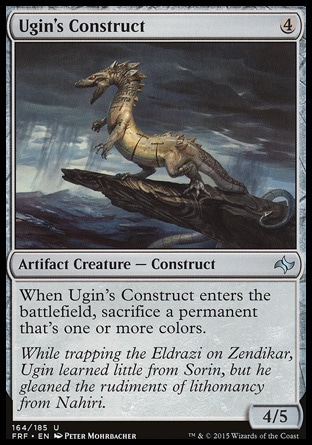 Ugin's Construct 4
Artifact Creature — Construct
When Ugin's Construct enters the
battlefield, sacrifice a permanent
that's one or more colors.
While trapping the Eldrazi on Zendikar,
Ugin learned little from Sorin, but he
gleaned the rudiments of lithomancy
from Nahiri.
4/5
164/185 U
FRF • EN Peter Mohrbacher ™ & © 2015 Wizards of the Coast